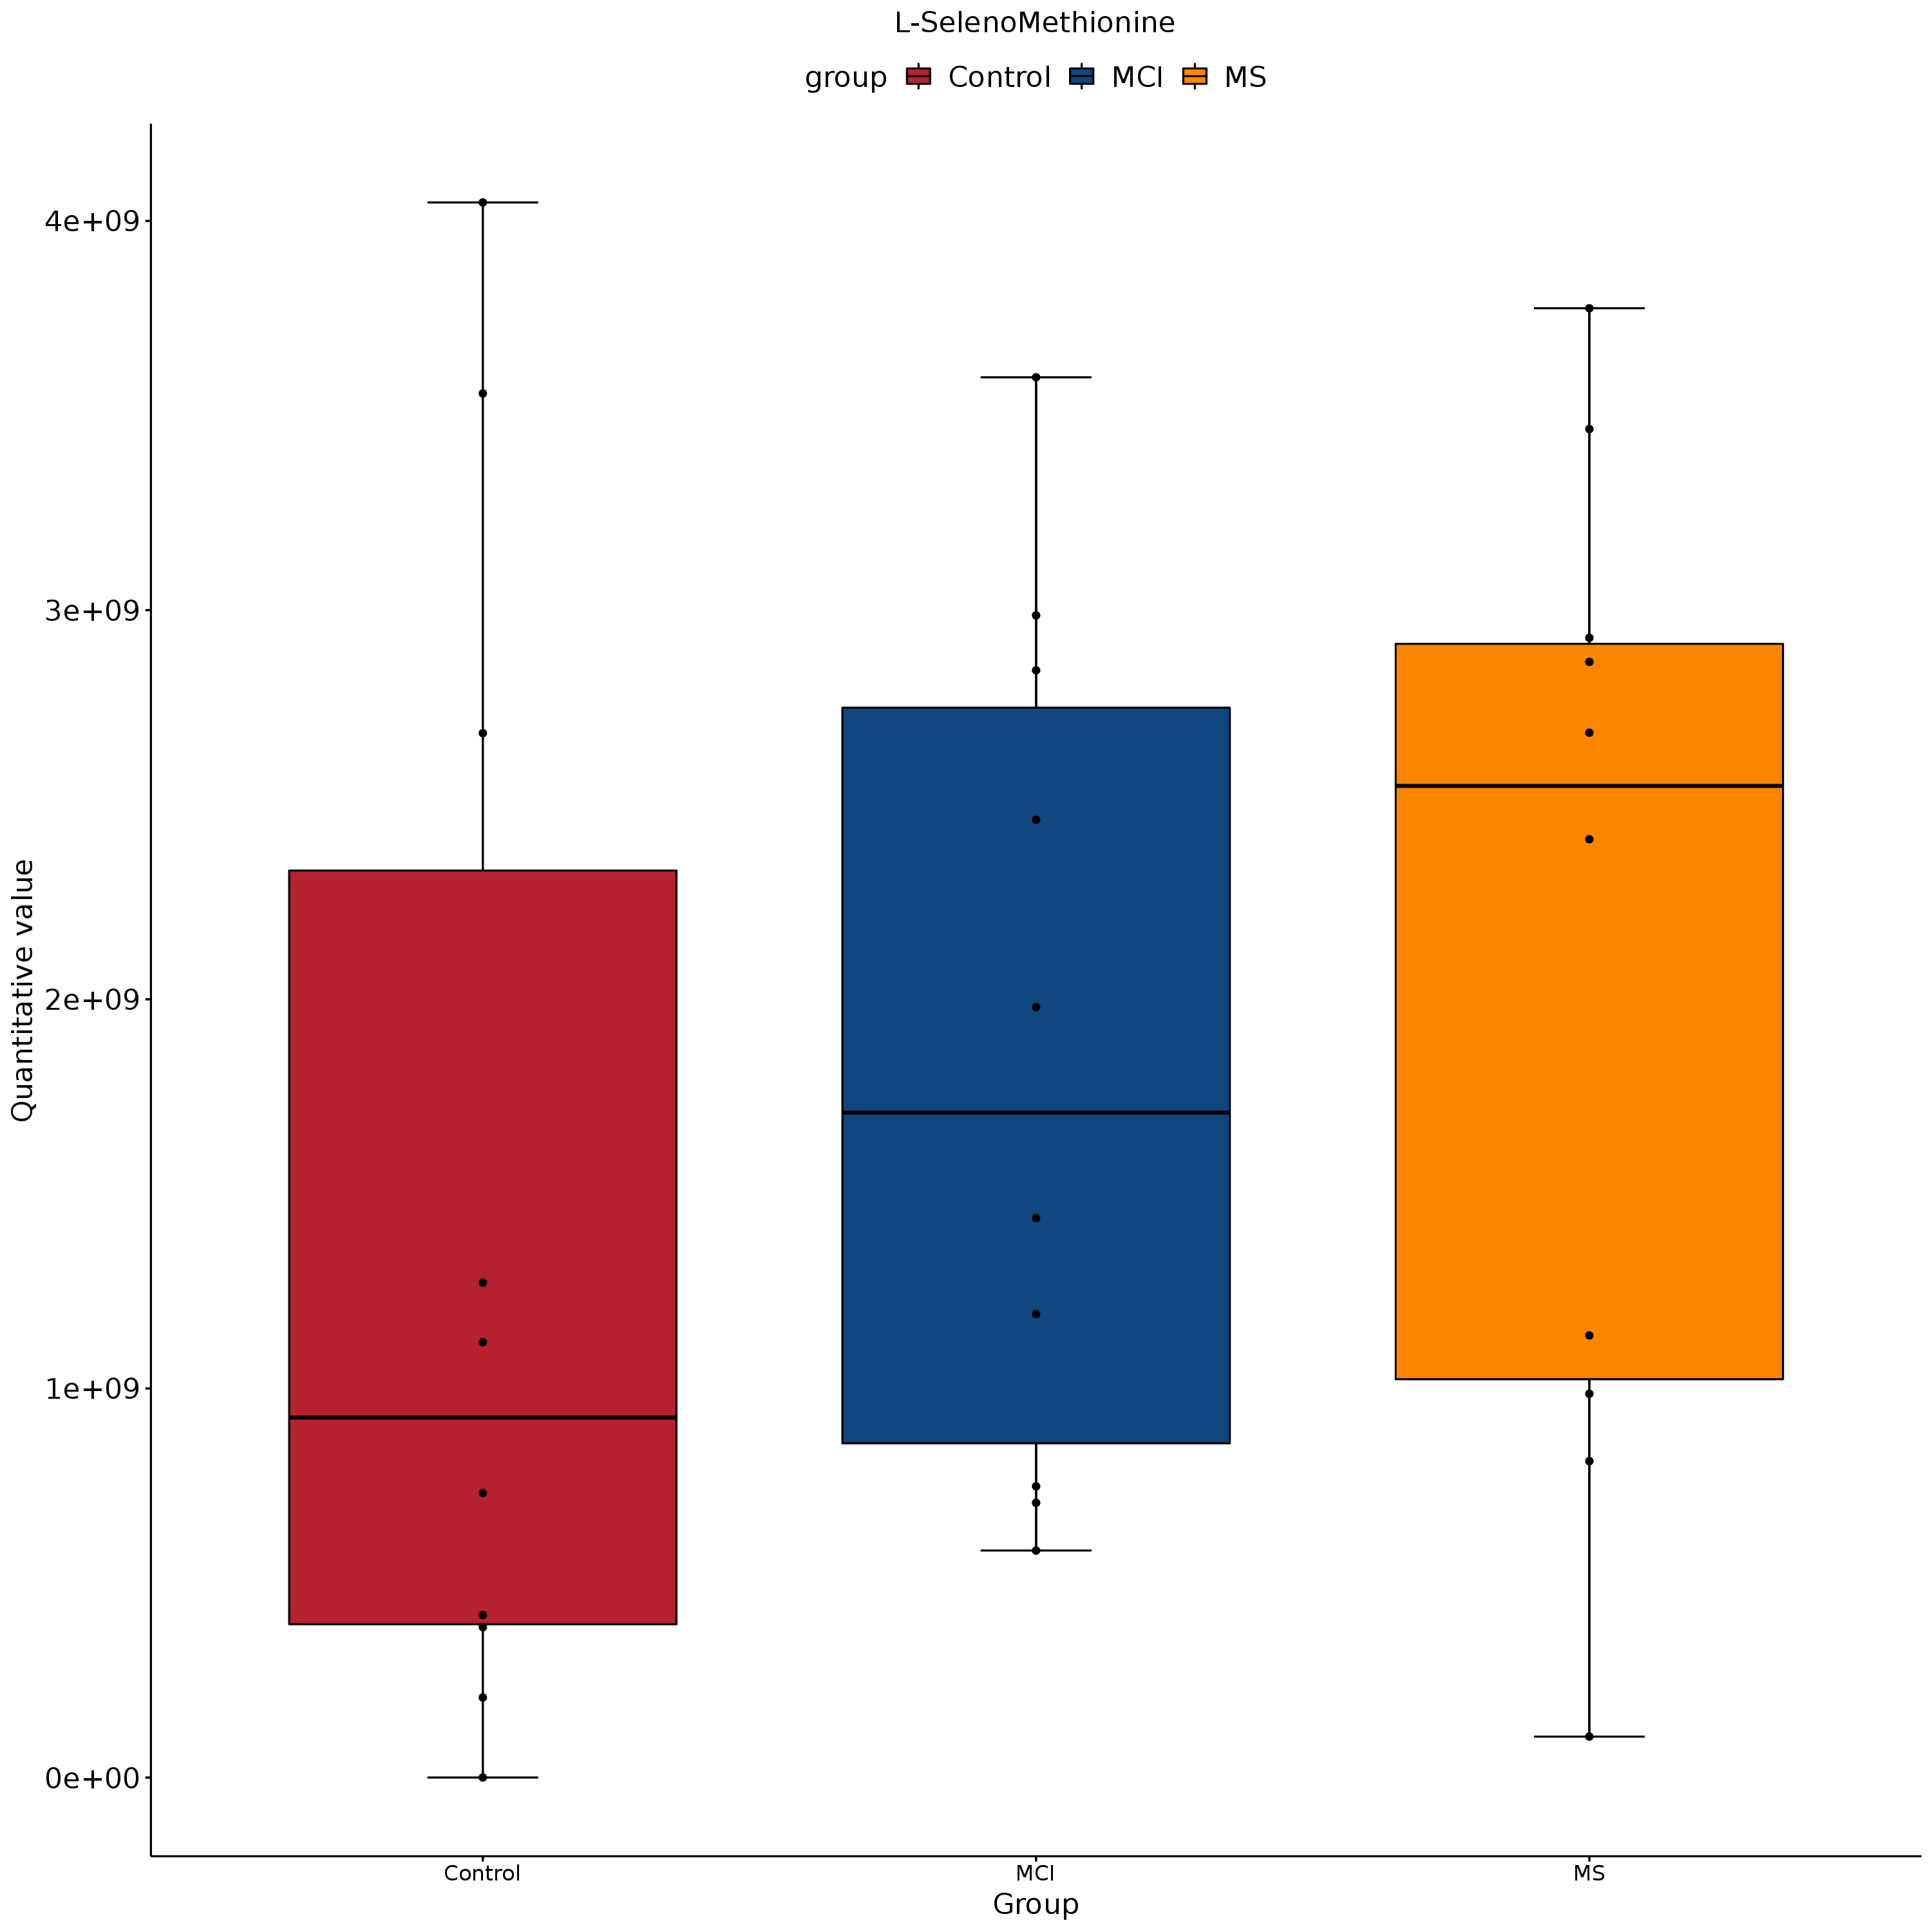 L-SelenoMethionine
group Control MCI MS
4e+09
3e+09
2e+09
1e+09
0e+00
Quantitative value
Control MCI MS
Group